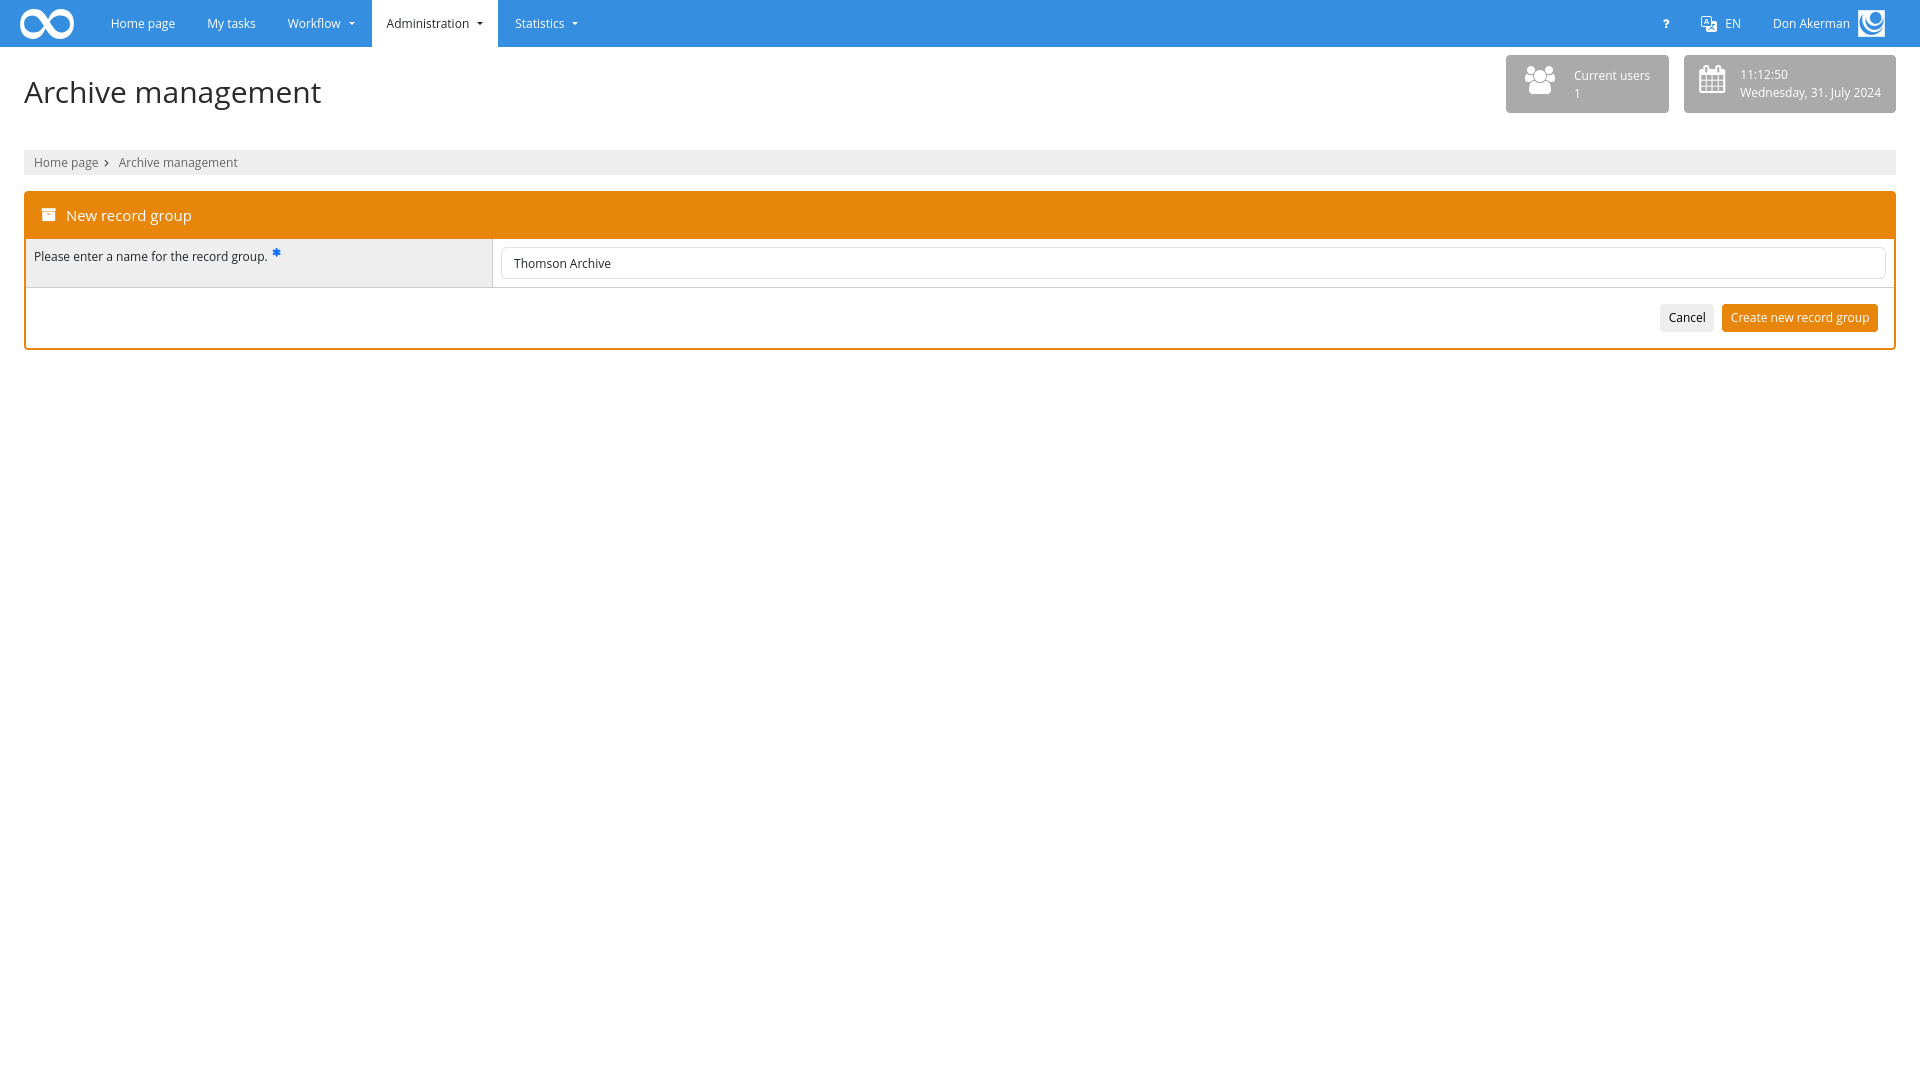 Home page
My tasks
Workflow
Administration
Statistics
?
EN
Don Akerman
Archive management
Current users
1
11:12:50
Wednesday, 31. July 2024
Home page › Archive management
New record group
Please enter a name for the record group. *
Thomson Archive
Cancel
Create new record group